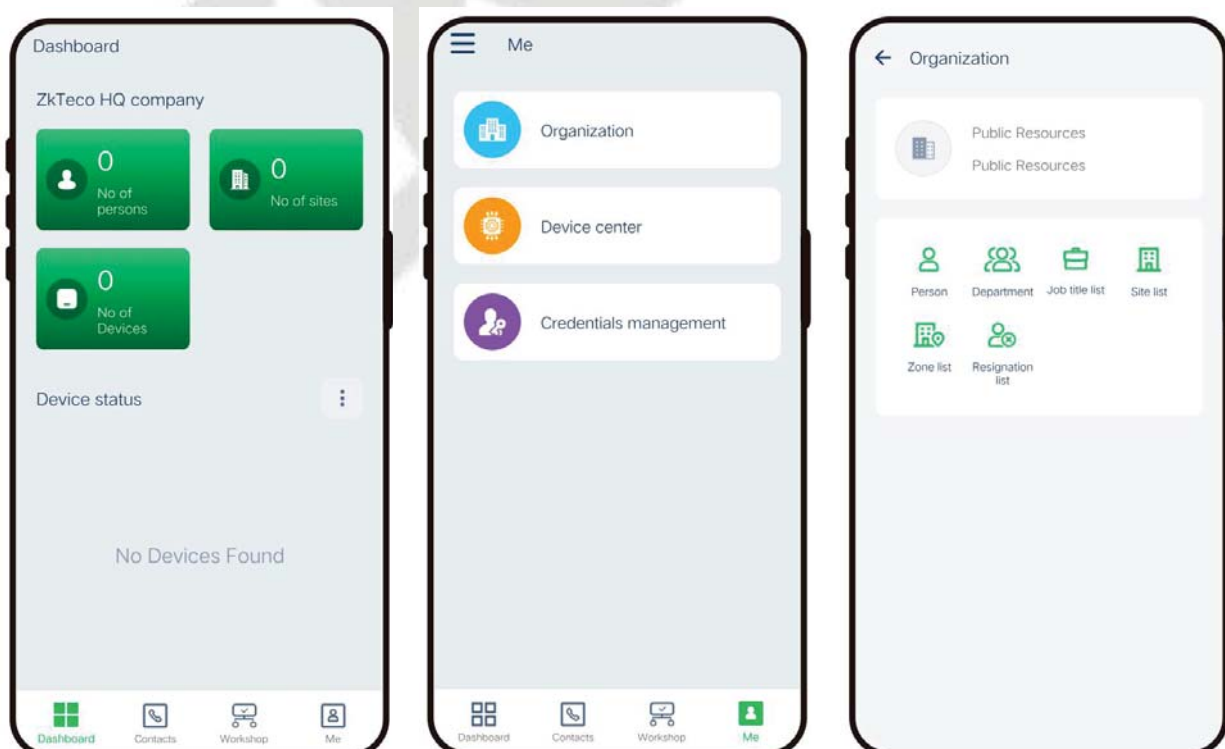 Dashboard
ZkTeco HQ company
0
No of
persons
0
No of sites
0
No of
Devices
Device status
No Devices Found
Dashboard
Contacts
Workshop
Me
Me
Organization
Device center
Credentials management
Dashboard
Contacts
Workshop
Me
Organization
Public Resources
Public Resources
Person
Department
Job title list
Site list
Zone list
Resignation
list